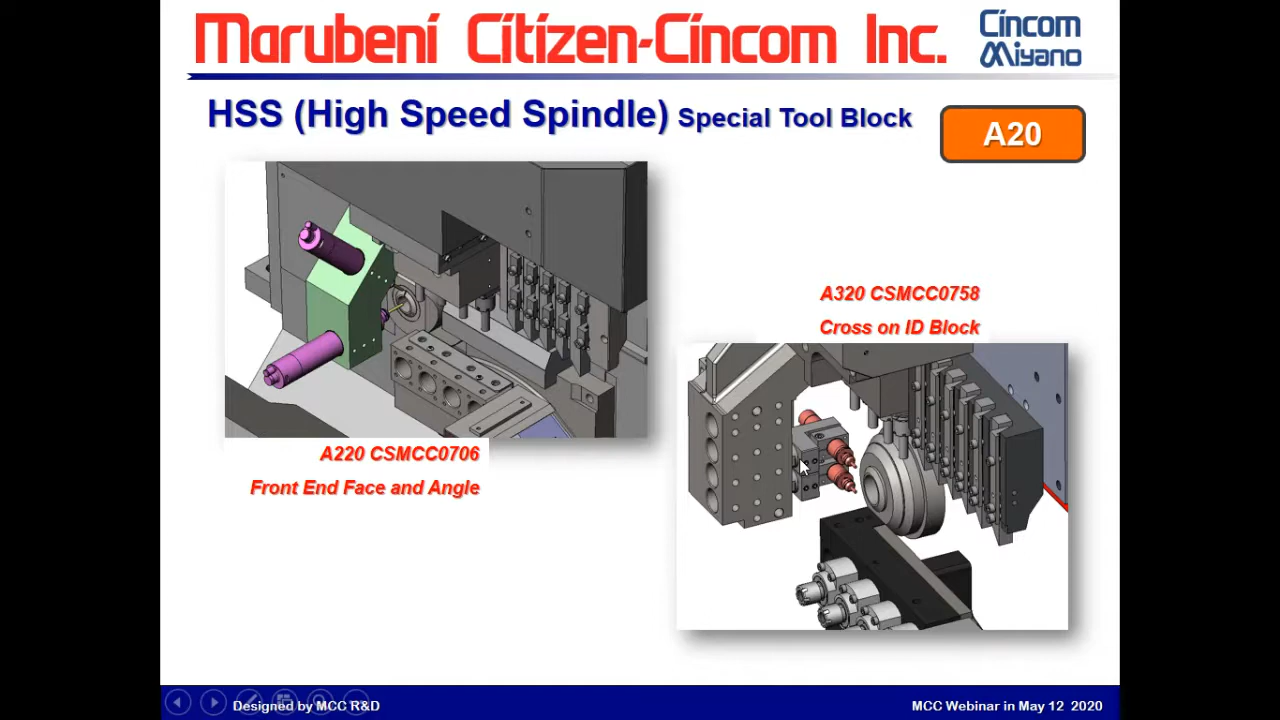 Marubeni Citizen-Cincom Inc.
Cincom
Miyano
HSS (High Speed Spindle) Special Tool Block
A20
A320 CSMCC0758
Cross on ID Block
A220 CSMCC0706
Front End Face and Angle
Designed by MCC R&D
MCC Webinar in May 12 2020